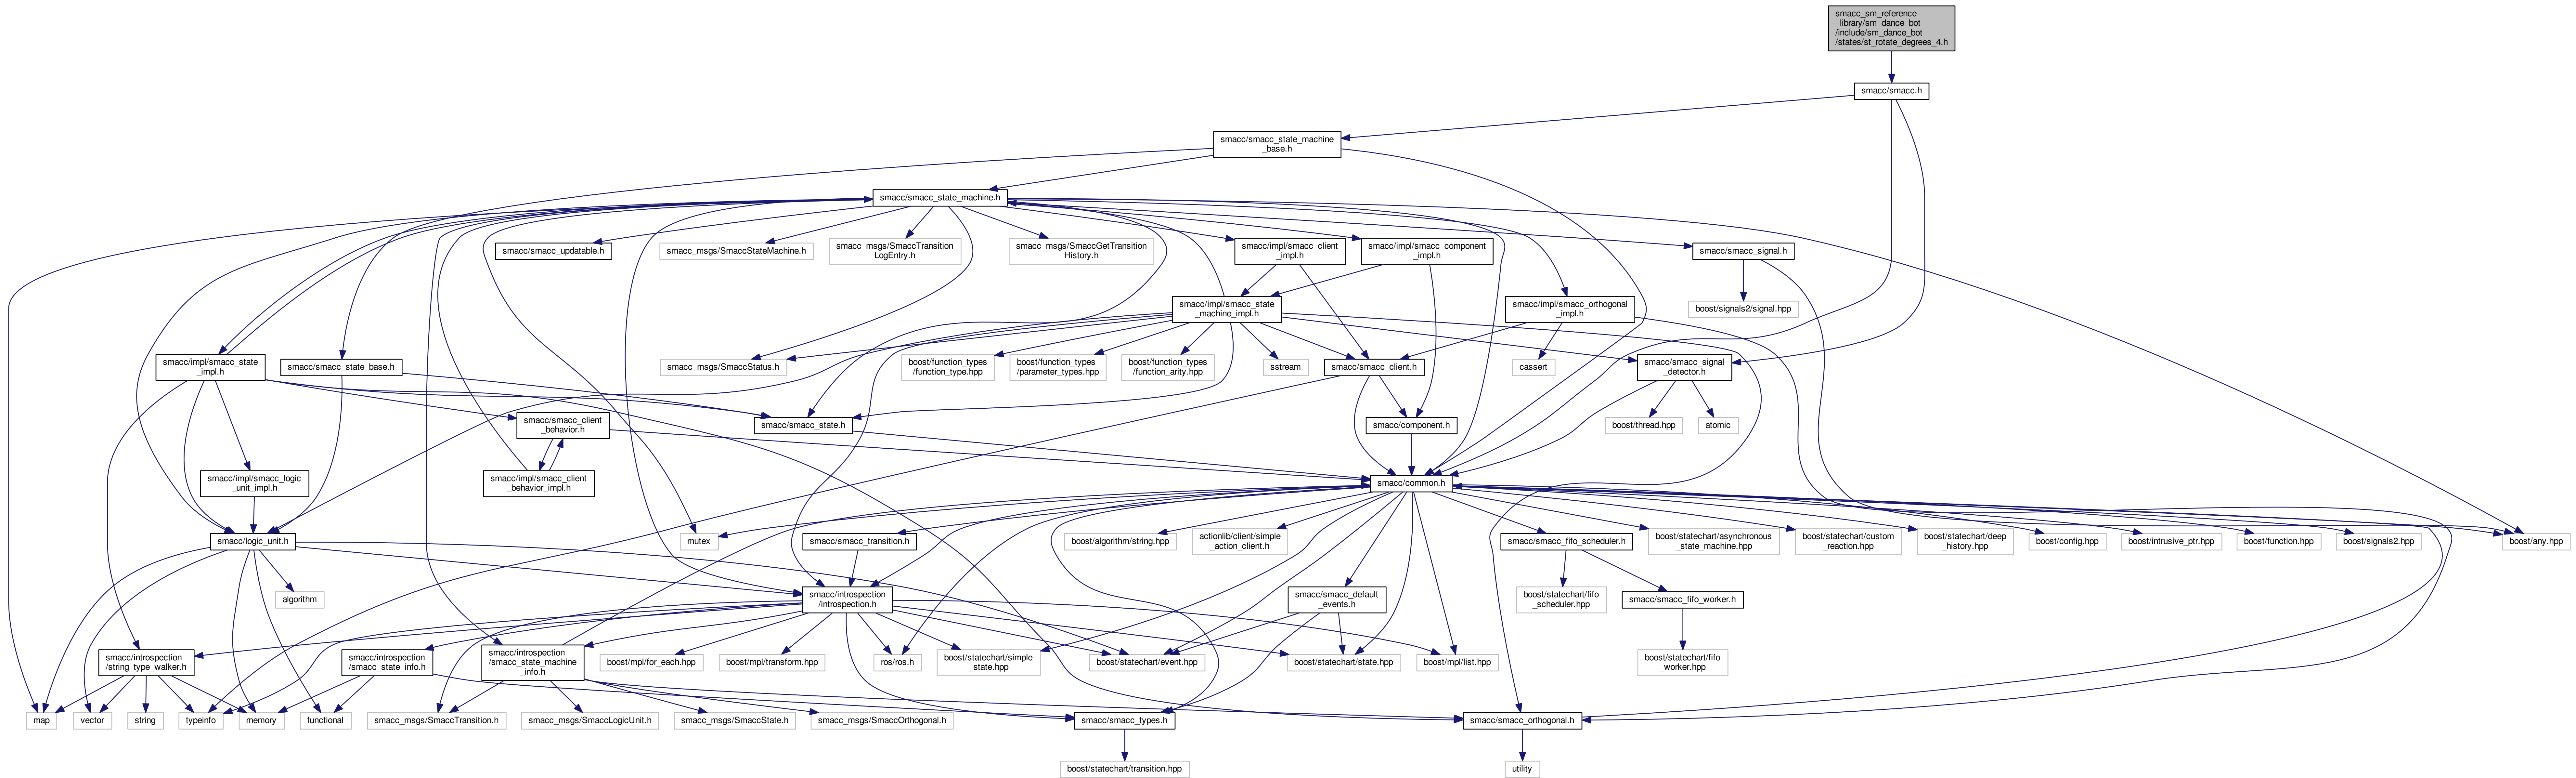 smacc_sm_reference
_library/sm_dance_bot
/include/sm_dance_bot
/states/st_rotate_degrees_4.h
smacc/smacc.h
smacc/smacc_state_machine
_base.h
smacc/smacc_state_machine.h
smacc/smacc_updatable.h
smacc_msgs/SmaccStateMachine.h
smacc_msgs/SmaccTransition
LogEntry.h
smacc_msgs/SmaccGetTransition
History.h
smacc/impl/smacc_client
_impl.h
smacc/impl/smacc_component
_impl.h
smacc/smacc_signal.h
smacc/impl/smacc_state
_machine_impl.h
smacc/impl/smacc_orthogonal
_impl.h
boost/signals2/signal.hpp
smacc/impl/smacc_state
_impl.h
smacc/smacc_state_base.h
smacc_msgs/SmaccStatus.h
boost/function_types
/function_type.hpp
boost/function_types
/parameter_types.hpp
boost/function_types
/function_arity.hpp
sstream
smacc/smacc_client.h
cassert
smacc/smacc_signal
_detector.h
smacc/smacc_client
_behavior.h
smacc/smacc_state.h
smacc/component.h
boost/thread.hpp
atomic
smacc/impl/smacc_logic
_unit_impl.h
smacc/impl/smacc_client
_behavior_impl.h
smacc/common.h
smacc/logic_unit.h
mutex
smacc/smacc_transition.h
boost/algorithm/string.hpp
actionlib/client/simple
_action_client.h
smacc/smacc_fifo_scheduler.h
boost/statechart/asynchronous
_state_machine.hpp
boost/statechart/custom
_reaction.hpp
boost/statechart/deep
_history.hpp
boost/config.hpp
boost/intrusive_ptr.hpp
boost/function.hpp
boost/signals2.hpp
boost/any.hpp
algorithm
smacc/introspection
/introspection.h
smacc/smacc_default
_events.h
boost/statechart/fifo
_scheduler.hpp
smacc/smacc_fifo_worker.h
smacc/introspection
/string_type_walker.h
smacc/introspection
/smacc_state_info.h
smacc/introspection
/smacc_state_machine
_info.h
boost/mpl/for_each.hpp
boost/mpl/transform.hpp
ros/ros.h
boost/statechart/simple
_state.hpp
boost/statechart/event.hpp
boost/statechart/state.hpp
boost/mpl/list.hpp
boost/statechart/fifo
_worker.hpp
map
vector
string
typeinfo
memory
functional
smacc_msgs/SmaccTransition.h
smacc_msgs/SmaccLogicUnit.h
smacc_msgs/SmaccState.h
smacc_msgs/SmaccOrthogonal.h
smacc/smacc_types.h
smacc/smacc_orthogonal.h
boost/statechart/transition.hpp
utility